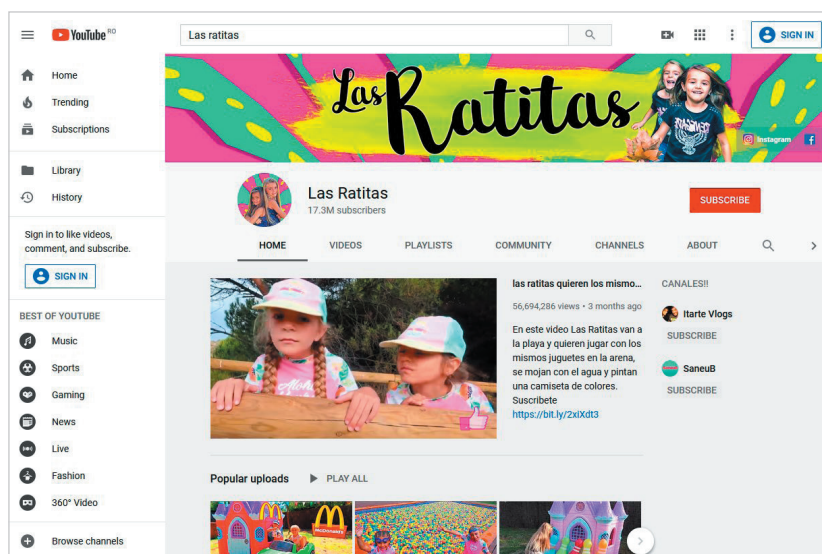 YouTube RO
Las ratitas
SIGN IN
Home
Trending
Subscriptions
Library
History
Sign in to like videos,
comment, and subscribe.
SIGN IN
BEST OF YOUTUBE
Music
Sports
Gaming
News
Live
Fashion
360° Video
Browse channels
Las Ratitas
Instagram
Las Ratitas
17.3M subscribers
SUBSCRIBE
HOME VIDEOS PLAYLISTS COMMUNITY CHANNELS ABOUT
Aloha
las ratitas quieren los mismo...
56,694,286 views • 3 months ago
En este video Las Ratitas van a
la playa y quieren jugar con los
mismos juguetes en la arena,
se mojan con el agua y pintan
una camiseta de colores.
Suscribete
https://bit.ly/2xiXdt3
CANALES!!
Itarte Vlogs
SUBSCRIBE
SaneuB
SUBSCRIBE
Popular uploads PLAY ALL
McDonald's